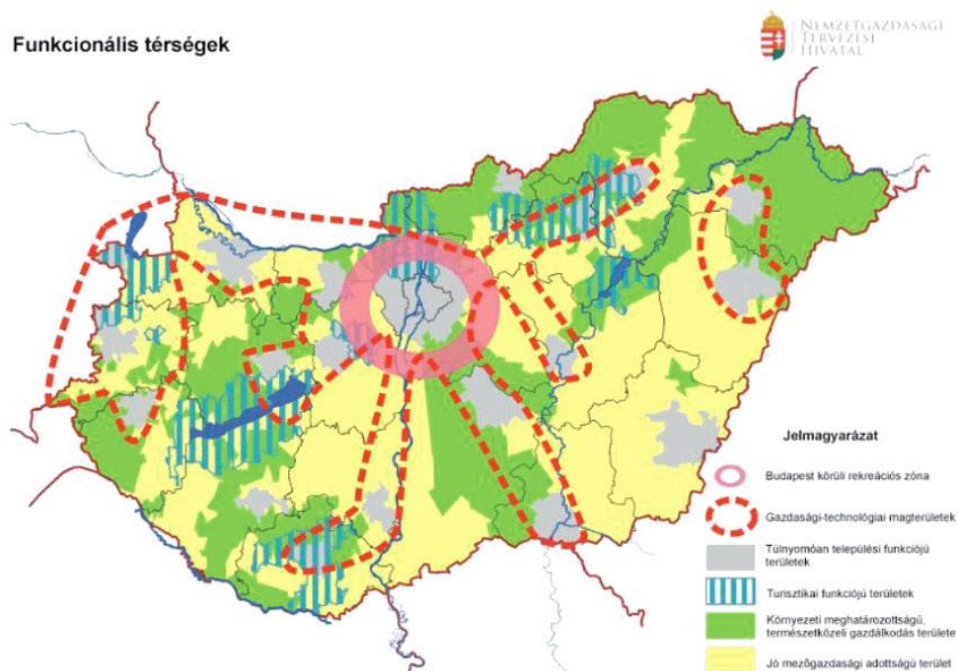 Funkcionális térségek
NEMZETGAZDASÁGI
TERVEZÉSI
HIVATAL
Jelmagyarázat
Budapest körüli rekreációs zóna
Gazdasági-technológiai magterületek
Túlnyomóan települési funkciójú
területek
Turisztikai funkciójú területek
Környezeti meghatározottságú,
természetközeli gazdálkodás területe
Jó mezőgazdasági adottságú terület